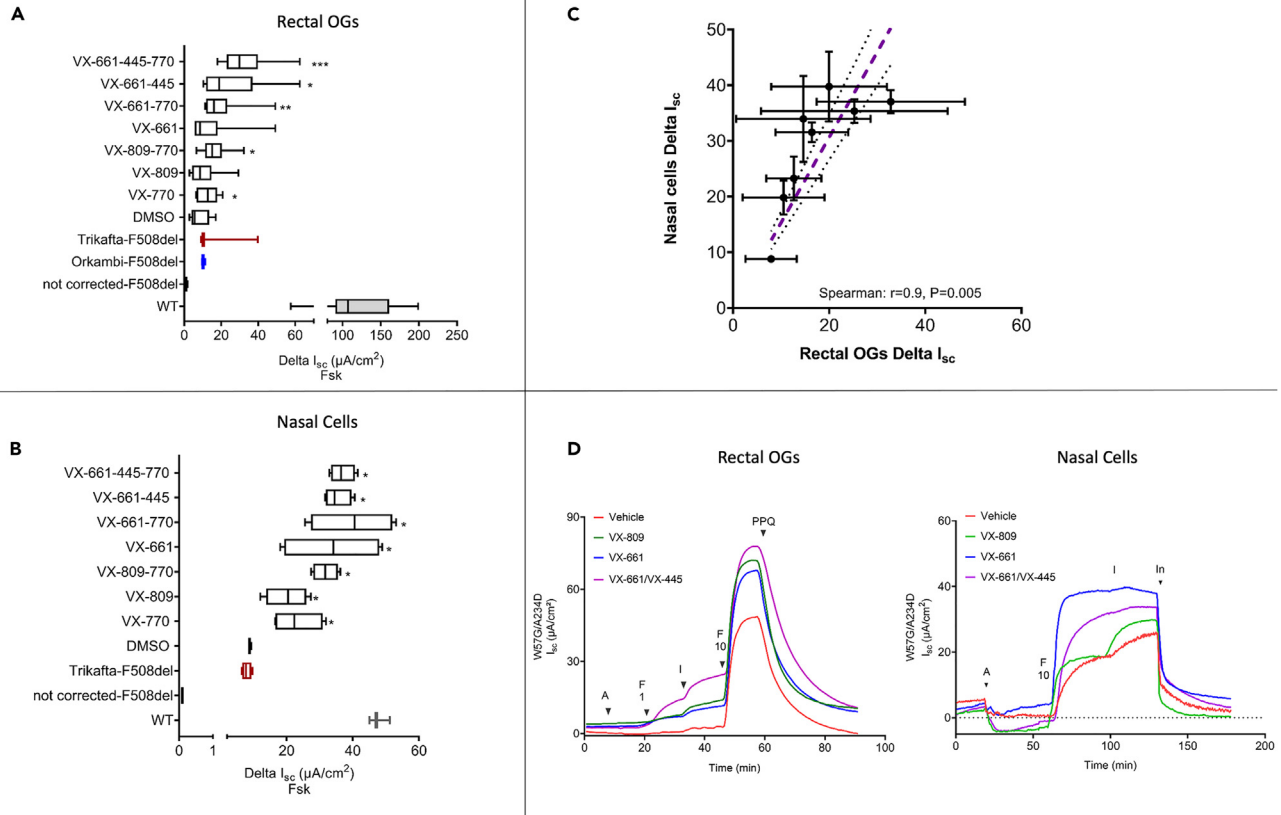 A
Rectal OGs
VX-661-445-770
***
VX-661-445
*
VX-661-770
**
VX-661
VX-809-770
*
VX-809
VX-770
*
DMSO
Trikafta-F508del
Orkambi-F508del
not corrected-F508del
WT
0 20 40 60 100 150 200 250
Delta Isc (µA/cm²)
Fsk
B
Nasal Cells
VX-661-445-770
*
VX-661-445
*
VX-661-770
*
VX-661
*
VX-809-770
*
VX-809
*
VX-770
*
DMSO
Trikafta-F508del
not corrected-F508del
WT
0 1 20 40 60
Delta Isc (µA/cm²)
Fsk
C
Nasal cells Delta Isc
50
40
30
20
10
0
Spearman: r=0.9, P=0.005
0 20 40 60
Rectal OGs Delta Isc
D
Rectal OGs
W57G/A234D
Isc (µA/cm²)
90
60
30
0
Vehicle
VX-809
VX-661
VX-661/VX-445
A
F
1
I
F
10
PPQ
0 20 40 60 80 100
Time (min)
Nasal Cells
W57G/A234D
Isc (µA/cm²)
60
40
20
0
Vehicle
VX-809
VX-661
VX-661/VX-445
A
F
10
I
In
0 50 100 150 200
Time (min)